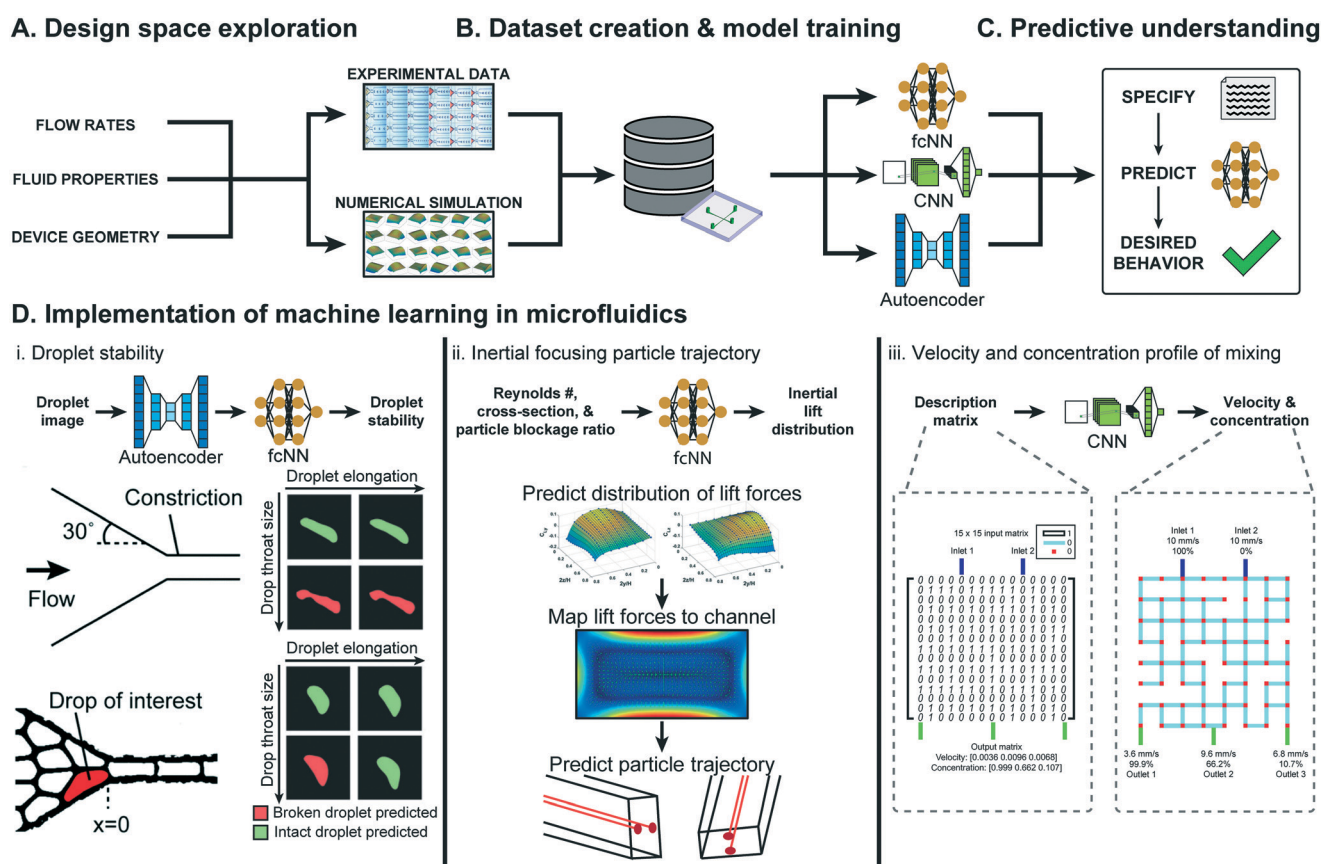 A. Design space exploration
B. Dataset creation & model training
C. Predictive understanding
FLOW RATES
FLUID PROPERTIES
DEVICE GEOMETRY
EXPERIMENTAL DATA
NUMERICAL SIMULATION
fcNN
CNN
Autoencoder
SPECIFY
PREDICT
DESIRED
BEHAVIOR
D. Implementation of machine learning in microfluidics
i. Droplet stability
Droplet
image
Autoencoder
fcNN
Droplet
stability
30°
Constriction
Flow
Drop of interest
x=0
Droplet elongation
Drop throat size
Droplet elongation
Drop throat size
Broken droplet predicted
Intact droplet predicted
ii. Inertial focusing particle trajectory
Reynolds #,
cross-section, &
particle blockage ratio
fcNN
Inertial
lift
distribution
Predict distribution of lift forces
2z/H
2y/H
2z/H
2y/H
Map lift forces to channel
Predict particle trajectory
iii. Velocity and concentration profile of mixing
Description
matrix
CNN
Velocity &
concentration
15 x 15 input matrix
1
0
0
Inlet 1
Inlet 2
Output matrix
Velocity: [0.0036 0.0096 0.0068]
Concentration: [0.999 0.662 0.107]
Inlet 1
10 mm/s
100%
Inlet 2
10 mm/s
0%
3.6 mm/s
99.9%
Outlet 1
9.6 mm/s
66.2%
Outlet 2
6.8 mm/s
10.7%
Outlet 3